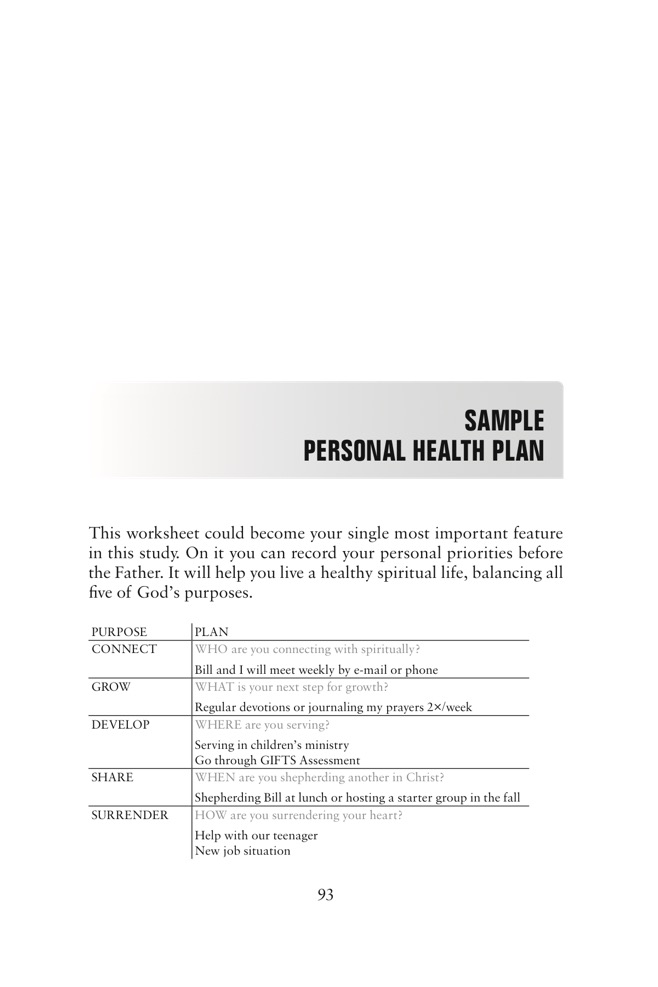 SAMPLE
PERSONAL HEALTH PLAN
This worksheet could become your single most important feature
in this study. On it you can record your personal priorities before
the Father. It will help you live a healthy spiritual life, balancing all
five of God's purposes.
PURPOSE PLAN
CONNECT WHO are you connecting with spiritually?
Bill and I will meet weekly by e-mail or phone
GROW WHAT is your next step for growth?
Regular devotions or journaling my prayers 2×/week
DEVELOP WHERE are you serving?
Serving in children's ministry
Go through GIFTS Assessment
SHARE WHEN are you shepherding another in Christ?
Shepherding Bill at lunch or hosting a starter group in the fall
SURRENDER HOW are you surrendering your heart?
Help with our teenager
New job situation
93